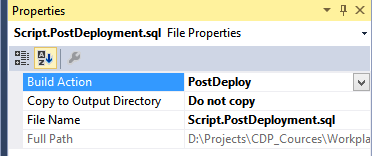 Properties
Script.PostDeployment.sql File Properties
Build Action PostDeploy
Copy to Output Directory Do not copy
File Name Script.PostDeployment.sql
Full Path D:\Projects\CDP_Cources\Workpla